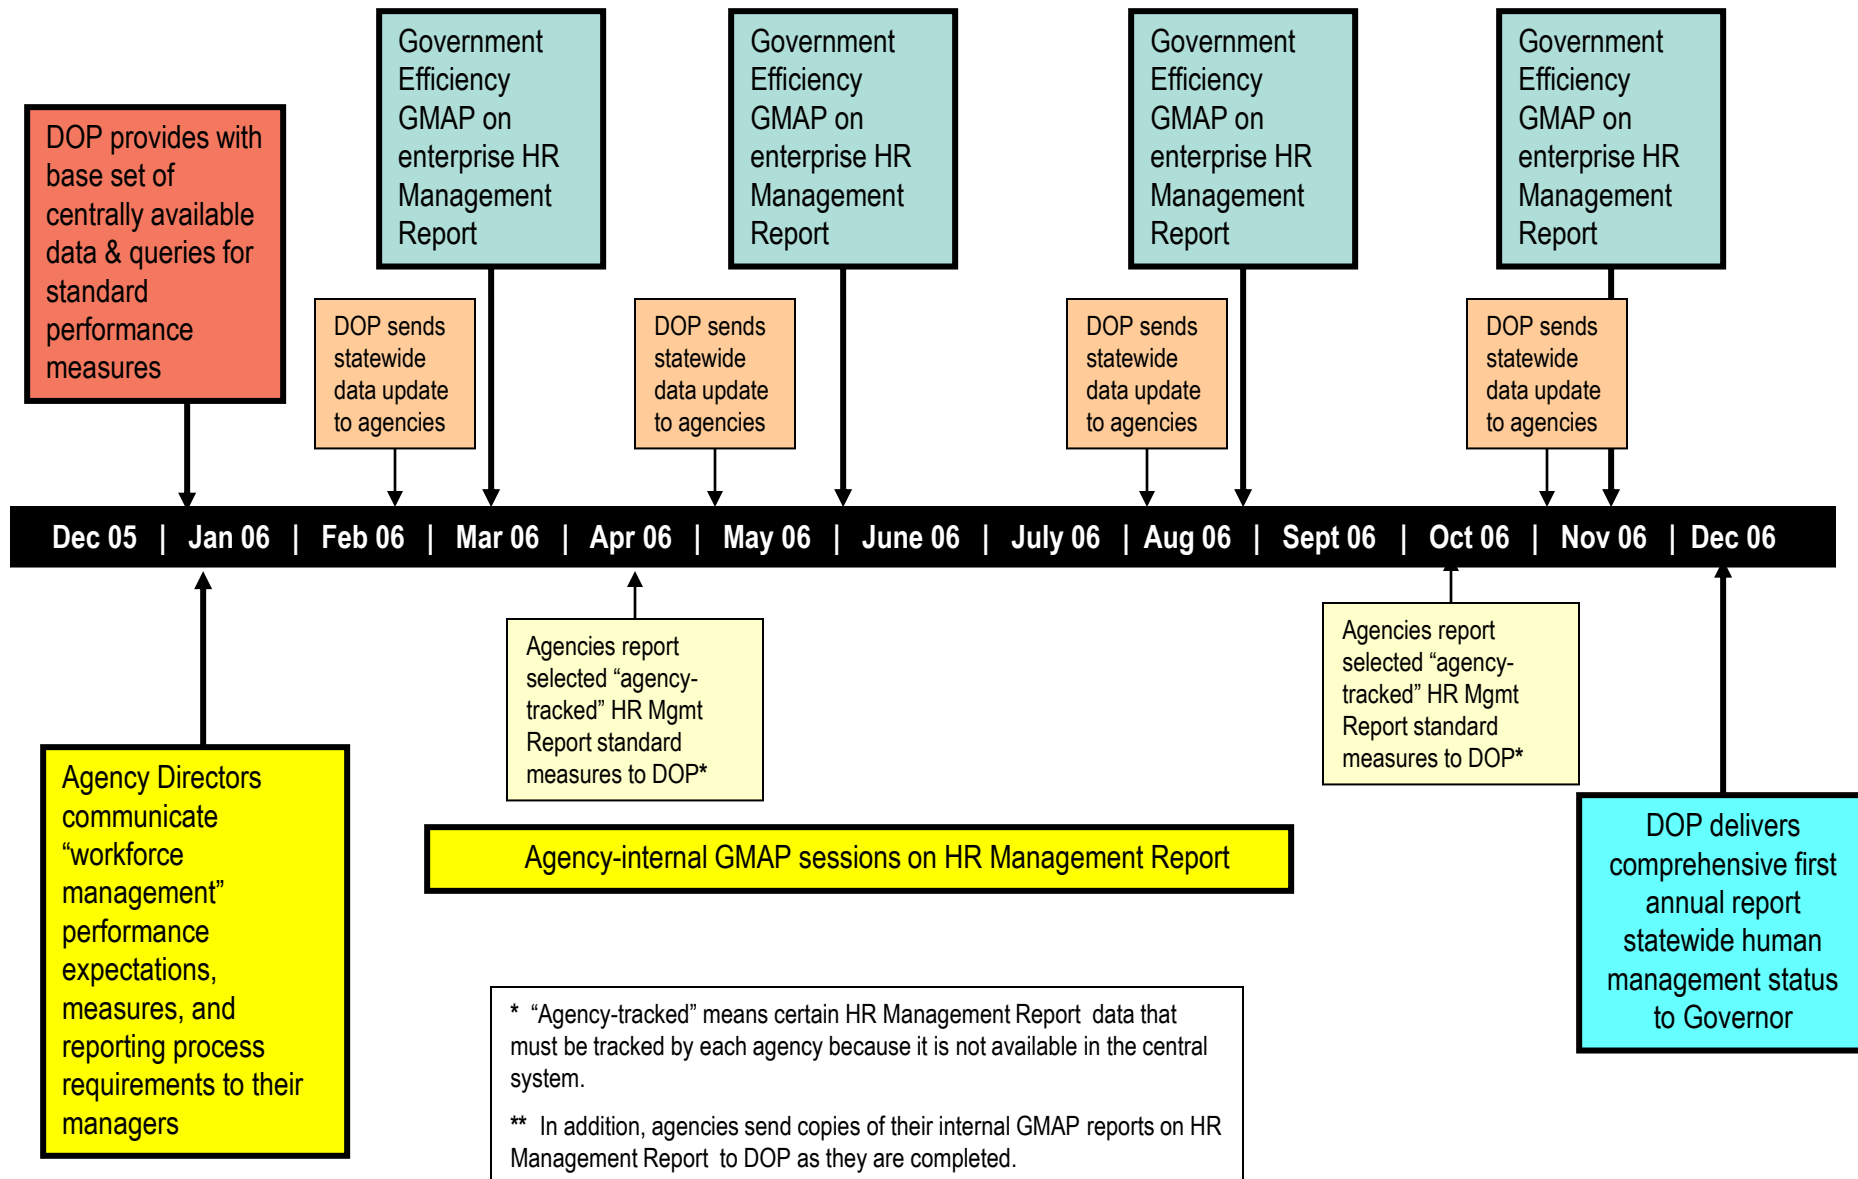 Government
Efficiency
GMAP on
enterprise HR
Management
Report
Government
Efficiency
GMAP on
enterprise HR
Management
Report
Government
Efficiency
GMAP on
enterprise HR
Management
Report
Government
Efficiency
GMAP on
enterprise HR
Management
Report
DOP provides with
base set of
centrally available
data & queries for
standard
performance
measures
DOP sends
statewide
data update
to agencies
DOP sends
statewide
data update
to agencies
DOP sends
statewide
data update
to agencies
DOP sends
statewide
data update
to agencies
Dec 05 | Jan 06 | Feb 06 | Mar 06 | Apr 06 | May 06 | June 06 | July 06 | Aug 06 | Sept 06 | Oct 06 | Nov 06 | Dec 06
Agencies report
selected “agency-
tracked” HR Mgmt
Report standard
measures to DOP*
Agencies report
selected “agency-
tracked” HR Mgmt
Report standard
measures to DOP*
Agency Directors
communicate
“workforce
management”
performance
expectations,
measures, and
reporting process
requirements to their
managers
Agency-internal GMAP sessions on HR Management Report
DOP delivers
comprehensive first
annual report
statewide human
management status
to Governor
* “Agency-tracked” means certain HR Management Report data that
must be tracked by each agency because it is not available in the central
system.
** In addition, agencies send copies of their internal GMAP reports on HR
Management Report to DOP as they are completed.